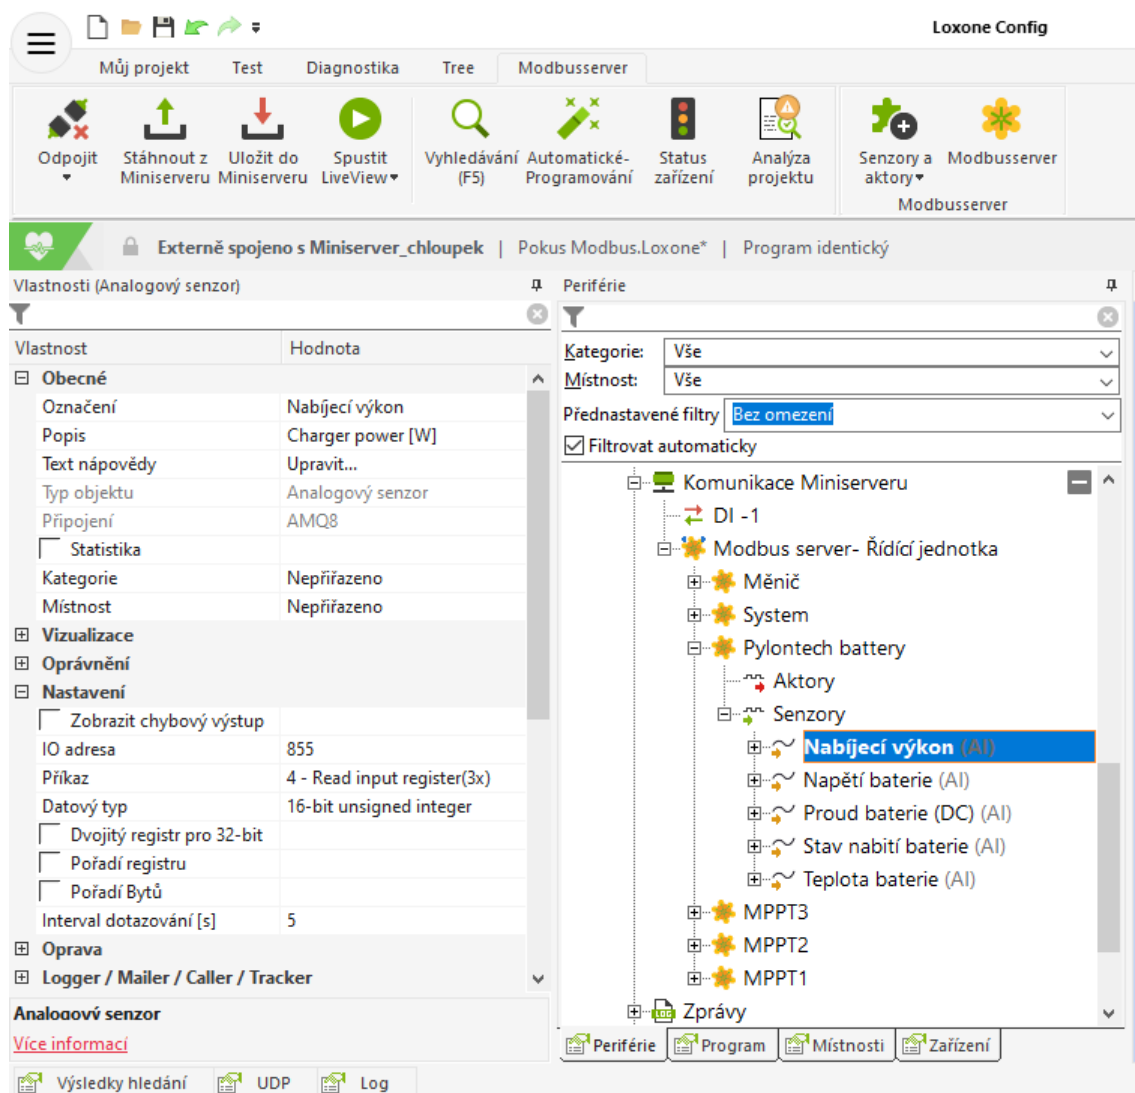 Loxone Config
Můj projekt Test Diagnostika Tree Modbusserver
Odpojit Stáhnout z Miniserveru Uložit do Miniserveru Spustit LiveView Vyhledávání (F5) Automatické-Programování Status zařízení Analýza projektu Senzory a aktory Modbusserver
Modbusserver
Externě spojeno s Miniserver_chloupek | Pokus Modbus.Loxone* | Program identický
Vlastnosti (Analogový senzor)
Vlastnost Hodnota
Obecné
Označení Nabíjecí výkon
Popis Charger power [W]
Text nápovědy Upravit...
Typ objektu Analogový senzor
Připojení AMQ8
Statistika
Kategorie Nepřiřazeno
Místnost Nepřiřazeno
Vizualizace
Oprávnění
Nastavení
Zobrazit chybový výstup
IO adresa 855
Příkaz 4 - Read input register(3x)
Datový typ 16-bit unsigned integer
Dvojitý registr pro 32-bit
Pořadí registru
Pořadí Bytů
Interval dotazování [s] 5
Oprava
Logger / Mailer / Caller / Tracker
Analogový senzor
Více informací
Periférie
Kategorie: Vše
Místnost: Vše
Přednastavené filtry Bez omezení
Filtrovat automaticky
Komunikace Miniserveru
DI -1
Modbus server- Řídící jednotka
Měnič
System
Pylontech battery
Aktory
Senzory
Nabíjecí výkon (AI)
Napětí baterie (AI)
Proud baterie (DC) (AI)
Stav nabití baterie (AI)
Teplota baterie (AI)
MPPT3
MPPT2
MPPT1
LOG
Zprávy
Periférie Program Místnosti Zařízení
Výsledky hledání UDP Log